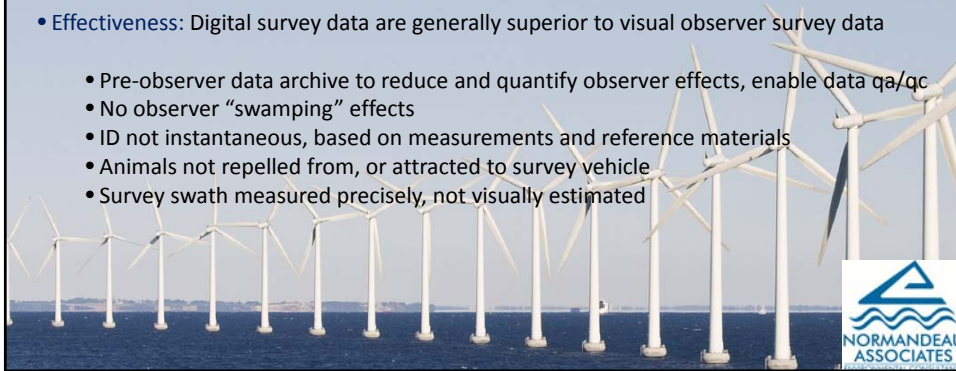 • Effectiveness: Digital survey data are generally superior to visual observer survey data
• Pre-observer data archive to reduce and quantify observer effects, enable data qa/qc
• No observer “swamping” effects
• ID not instantaneous, based on measurements and reference materials
• Animals not repelled from, or attracted to survey vehicle
• Survey swath measured precisely, not visually estimated
NORMANDEAU
ASSOCIATES